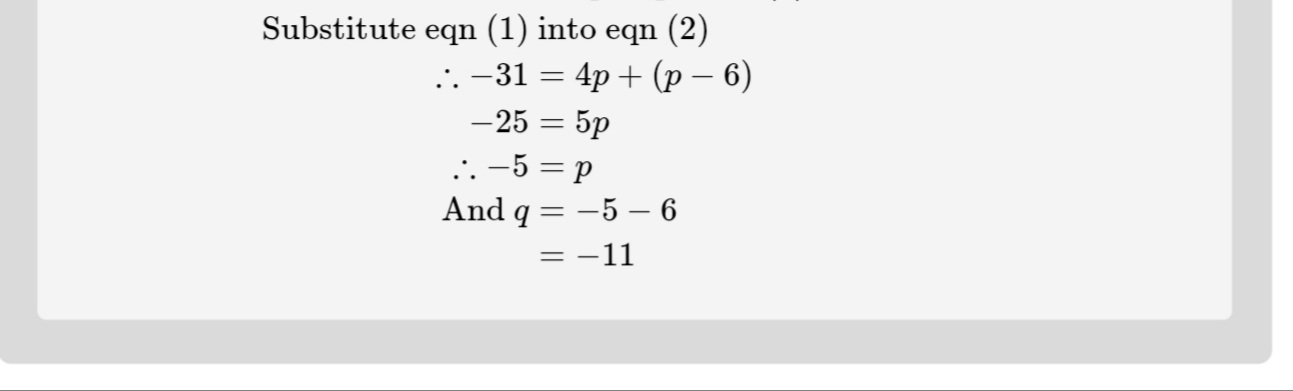 Substitute eqn (1) into eqn (2)
∴ −31 = 4p + (p − 6)
−25 = 5p
∴ −5 = p
And q = −5 − 6
= −11